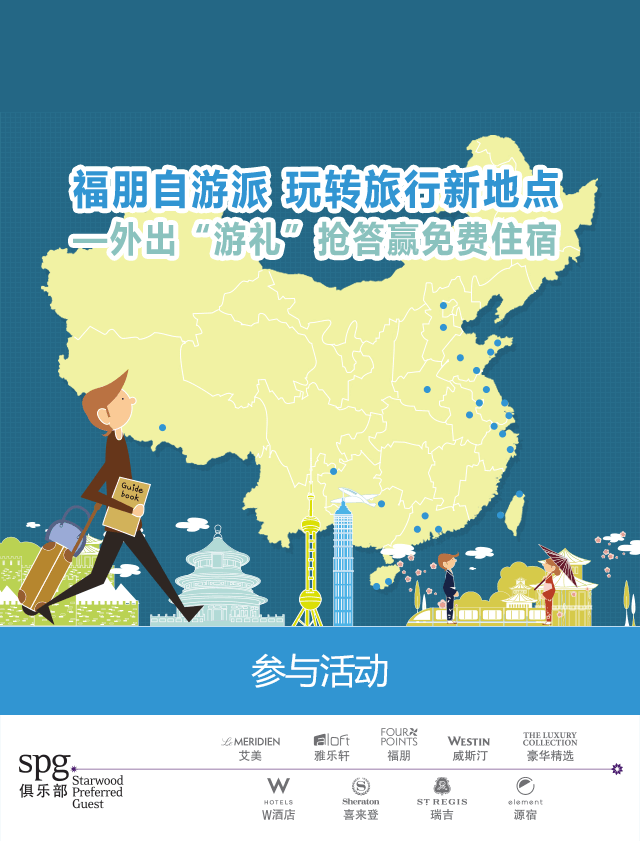 福朋自游派 玩转旅行新地点
—外出“游礼”抢答赢免费住宿
Guide
book
参与活动
spg
俱乐部
Starwood
Preferred
Guest
Le MERIDIEN
艾美
aloft
雅乐轩
FOUR
POINTS
福朋
WESTIN
威斯汀
THE LUXURY
COLLECTION
豪华精选
W
HOTELS
W酒店
S
Sheraton
喜来登
ST REGIS
瑞吉
element
源宿